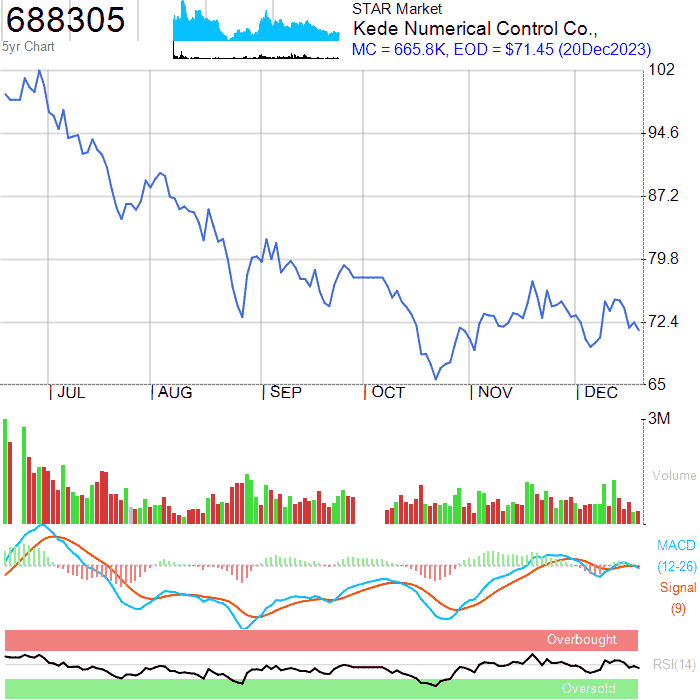 688305
5yr Chart
STAR Market
Kede Numerical Control Co.,
MC = 665.8K, EOD = $71.45 (20Dec2023)
102
94.6
87.2
79.8
72.4
65
JUL AUG SEP OCT NOV DEC
3M
Volume
MACD
(12-26)
Signal
(9)
Overbought
RSI(14)
Oversold